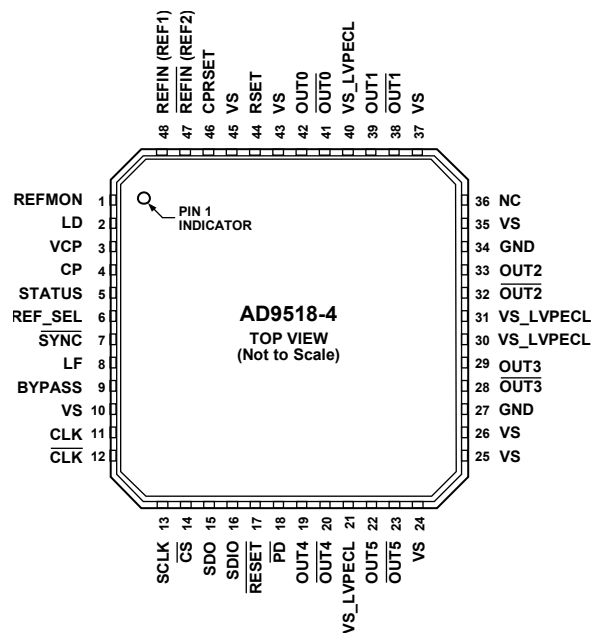 REFIN (REF1)
REFIN (REF2)
CPRSET
VS
RSET
VS
OUT0
OUT0
VS_LVPECL
OUT1
OUT1
VS
48 47 46 45 44 43 42 41 40 39 38 37
REFMON 1
LD 2
VCP 3
CP 4
STATUS 5
REF_SEL 6
SYNC 7
LF 8
BYPASS 9
VS 10
CLK 11
CLK 12
PIN 1
INDICATOR
AD9518-4
TOP VIEW
(Not to Scale)
36 NC
35 VS
34 GND
33 OUT2
32 OUT2
31 VS_LVPECL
30 VS_LVPECL
29 OUT3
28 OUT3
27 GND
26 VS
25 VS
13 14 15 16 17 18 19 20 21 22 23 24
SCLK
CS
SDO
SDIO
RESET
PD
OUT4
OUT4
VS_LVPECL
OUT5
OUT5
VS